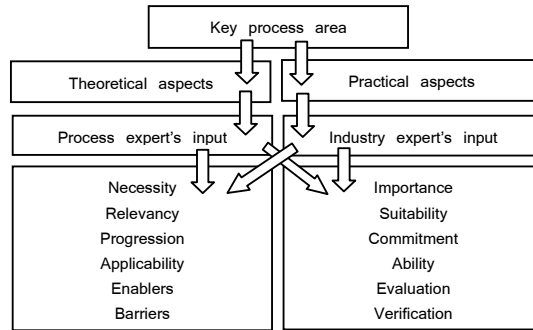 Key process area
Theoretical aspects
Practical aspects
Process expert's input
Industry expert's input
Necessity
Relevancy
Progression
Applicability
Enablers
Barriers
Importance
Suitability
Commitment
Ability
Evaluation
Verification